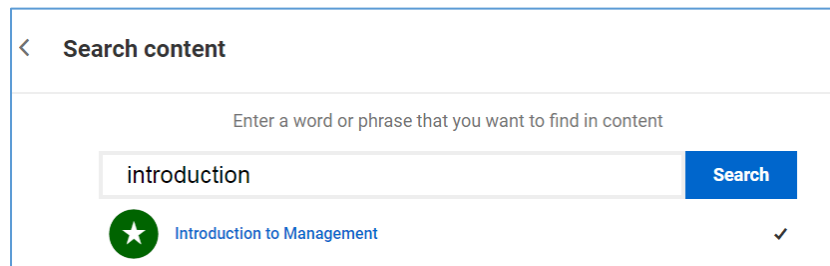 Search content
Enter a word or phrase that you want to find in content
introduction
Search
Introduction to Management